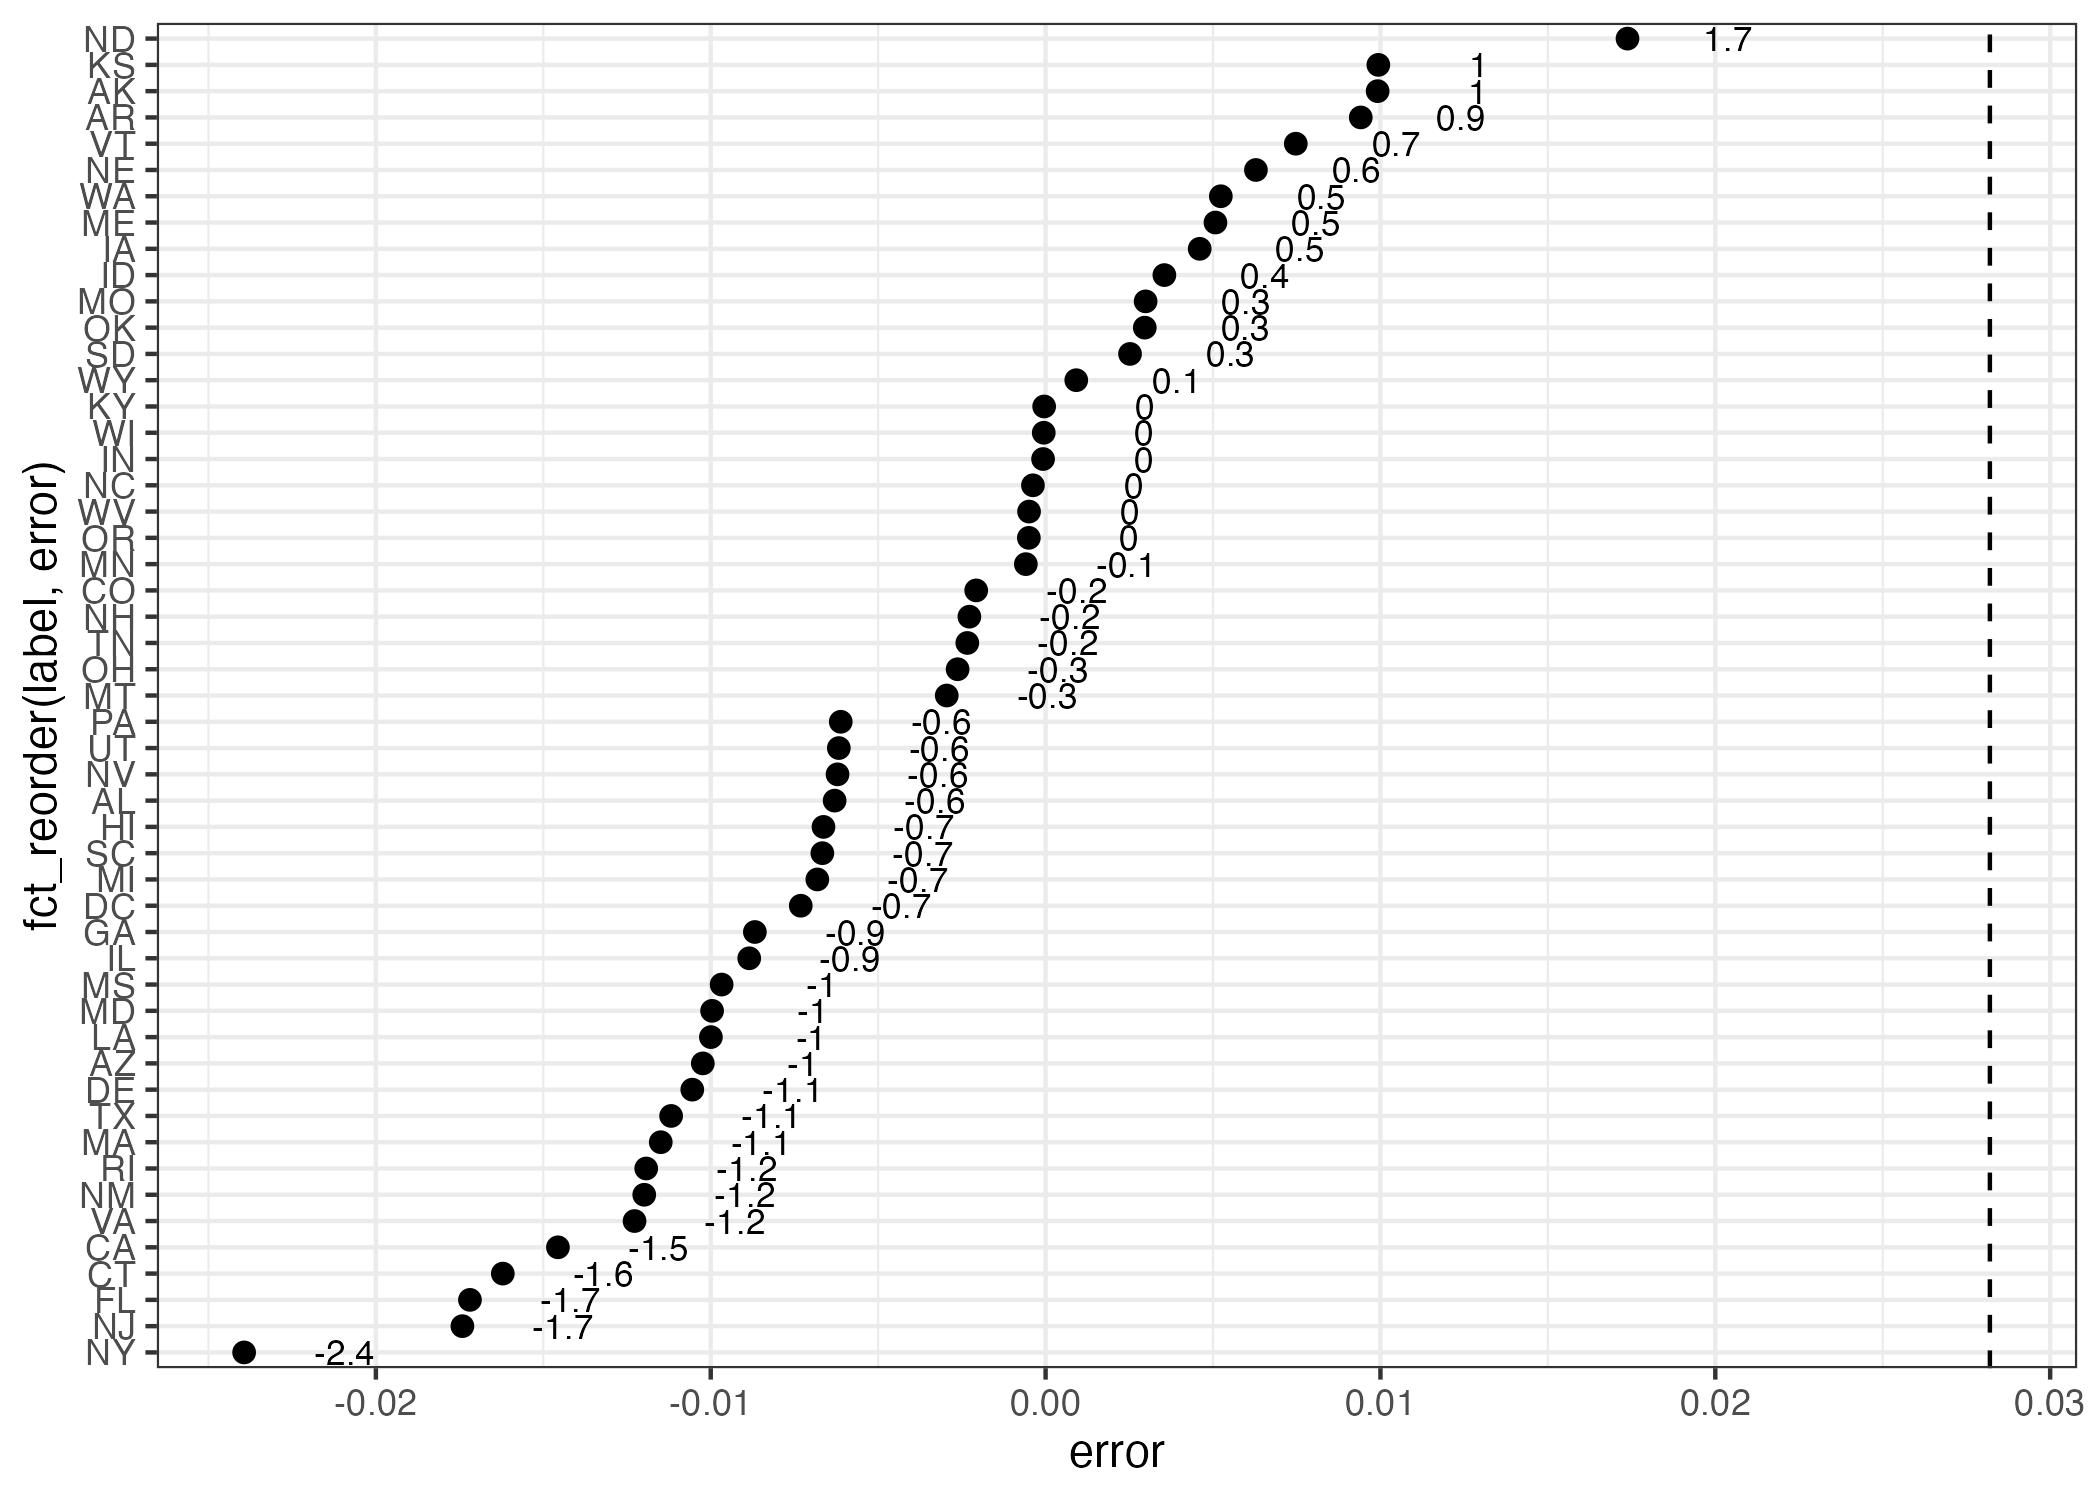 fct_reorder(label, error)
ND 1.7
KS 1
AK 1
AR 0.9
VT 0.7
NE 0.6
WA 0.5
ME 0.5
IA 0.5
ID 0.4
MO 0.3
OK 0.3
SD 0.3
WY 0.1
KY 0
WI 0
IN 0
NC 0
WV 0
OR 0
MN -0.1
CO -0.2
NH -0.2
TN -0.2
OH -0.3
MT -0.3
PA -0.6
UT -0.6
NV -0.6
AL -0.6
HI -0.7
SC -0.7
MI -0.7
DC -0.7
GA -0.9
IL -0.9
MS -1
MD -1
LA -1
AZ -1
DE -1.1
TX -1.1
MA -1.1
RI -1.2
NM -1.2
VA -1.2
CA -1.5
CT -1.6
FL -1.7
NJ -1.7
NY -2.4
-0.02 -0.01 0.00 0.01 0.02 0.03
error